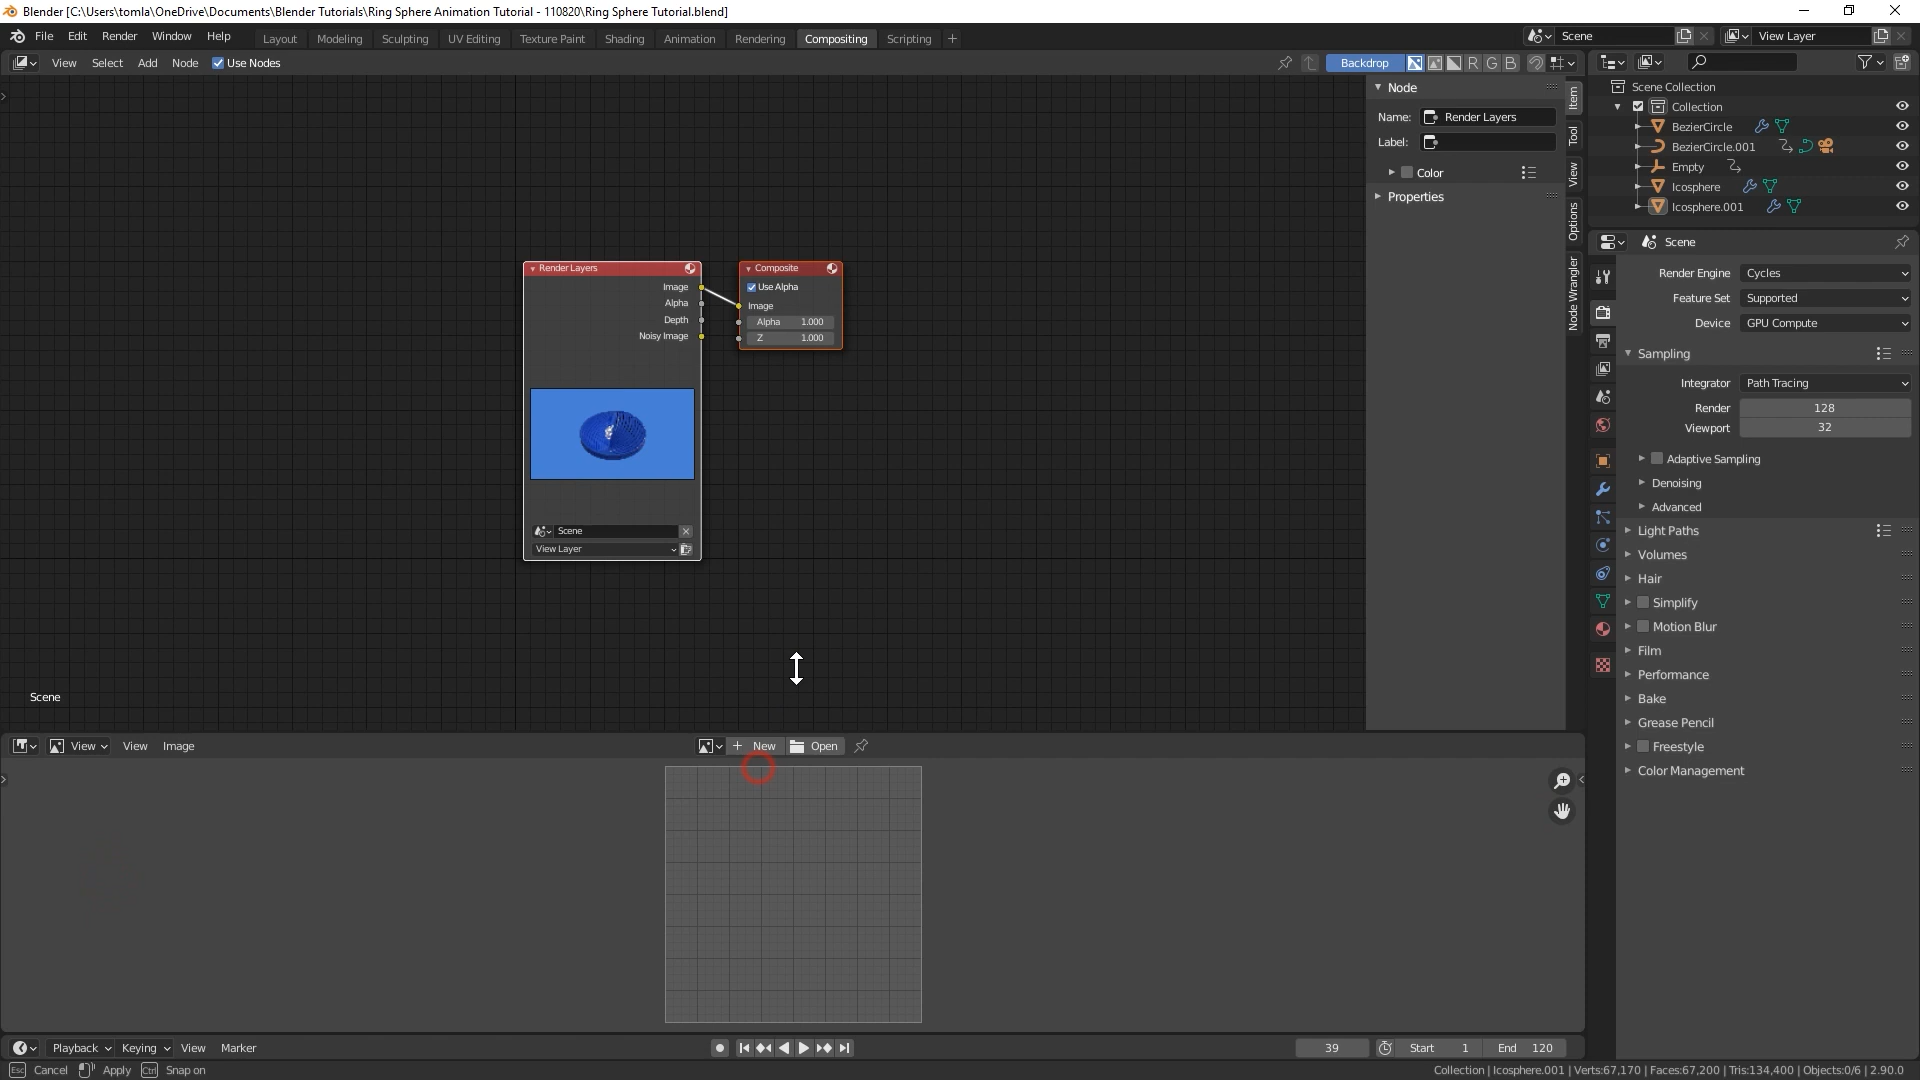 Blender [C:\Users\tomla\OneDrive\Documents\Blender Tutorials\Ring Sphere Animation Tutorial - 110820\Ring Sphere Tutorial.blend]
File Edit Render Window Help Layout Modeling Sculpting UV Editing Texture Paint Shading Animation Rendering Compositing Scripting + Scene View Layer
View Select Add Node Use Nodes Backdrop R G B
Node
Name: Render Layers
Label:
Color
Properties
Item
Tool
View
Options
Node Wrangler
Render Layers
Image
Alpha
Depth
Noisy Image
Scene
View Layer
Composite
Use Alpha
Image
Alpha 1.000
Z 1.000
Scene
View View Image New Open
Playback Keying View Marker 39 Start 1 End 120
Esc Cancel Apply Ctrl Snap on Collection | Icosphere.001 | Verts:67,170 | Faces:67,200 | Tris:134,400 | Objects:0/6 | 2.90.0
Scene Collection
Collection
BezierCircle
BezierCircle.001
Empty
Icosphere
Icosphere.001
Scene
Render Engine Cycles
Feature Set Supported
Device GPU Compute
Sampling
Integrator Path Tracing
Render 128
Viewport 32
Adaptive Sampling
Denoising
Advanced
Light Paths
Volumes
Hair
Simplify
Motion Blur
Film
Performance
Bake
Grease Pencil
Freestyle
Color Management